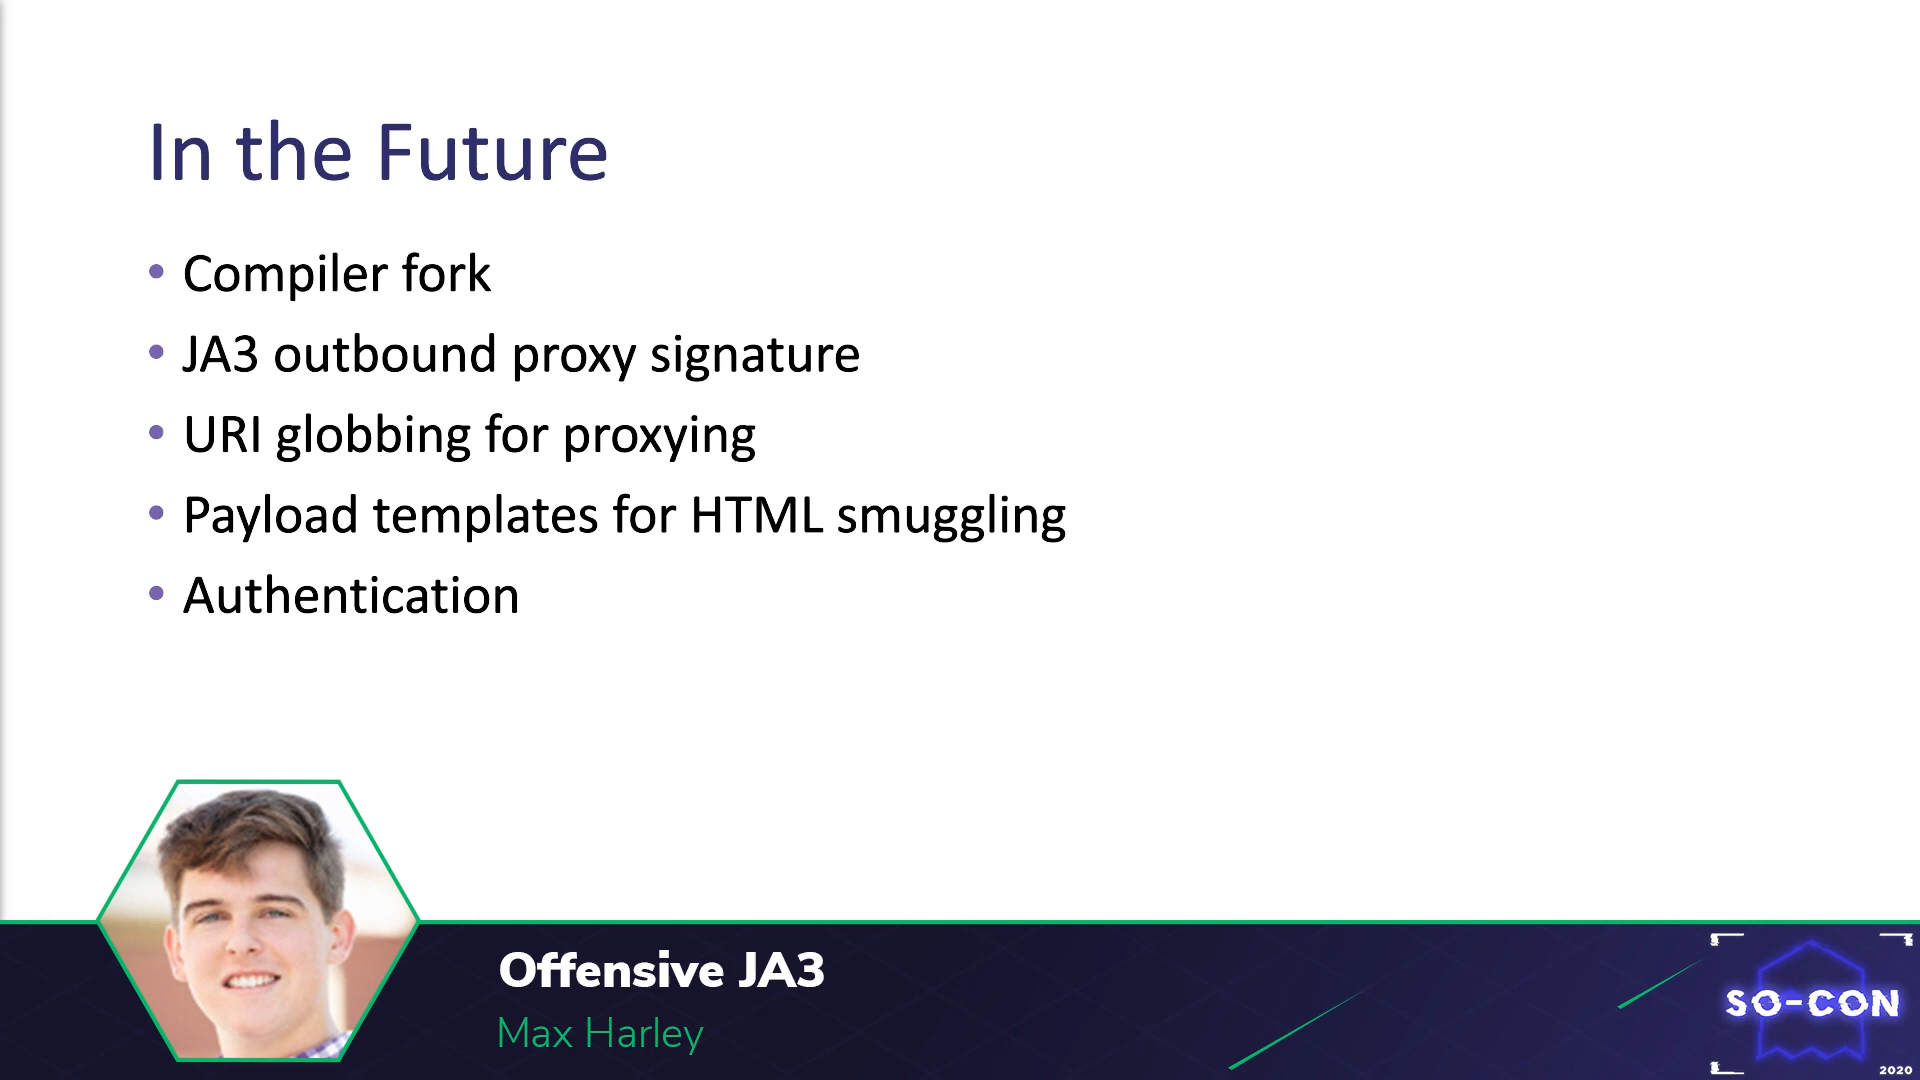 In the Future
• Compiler fork
• JA3 outbound proxy signature
• URI globbing for proxying
• Payload templates for HTML smuggling
• Authentication
Offensive JA3
Max Harley
SO-CON
2020